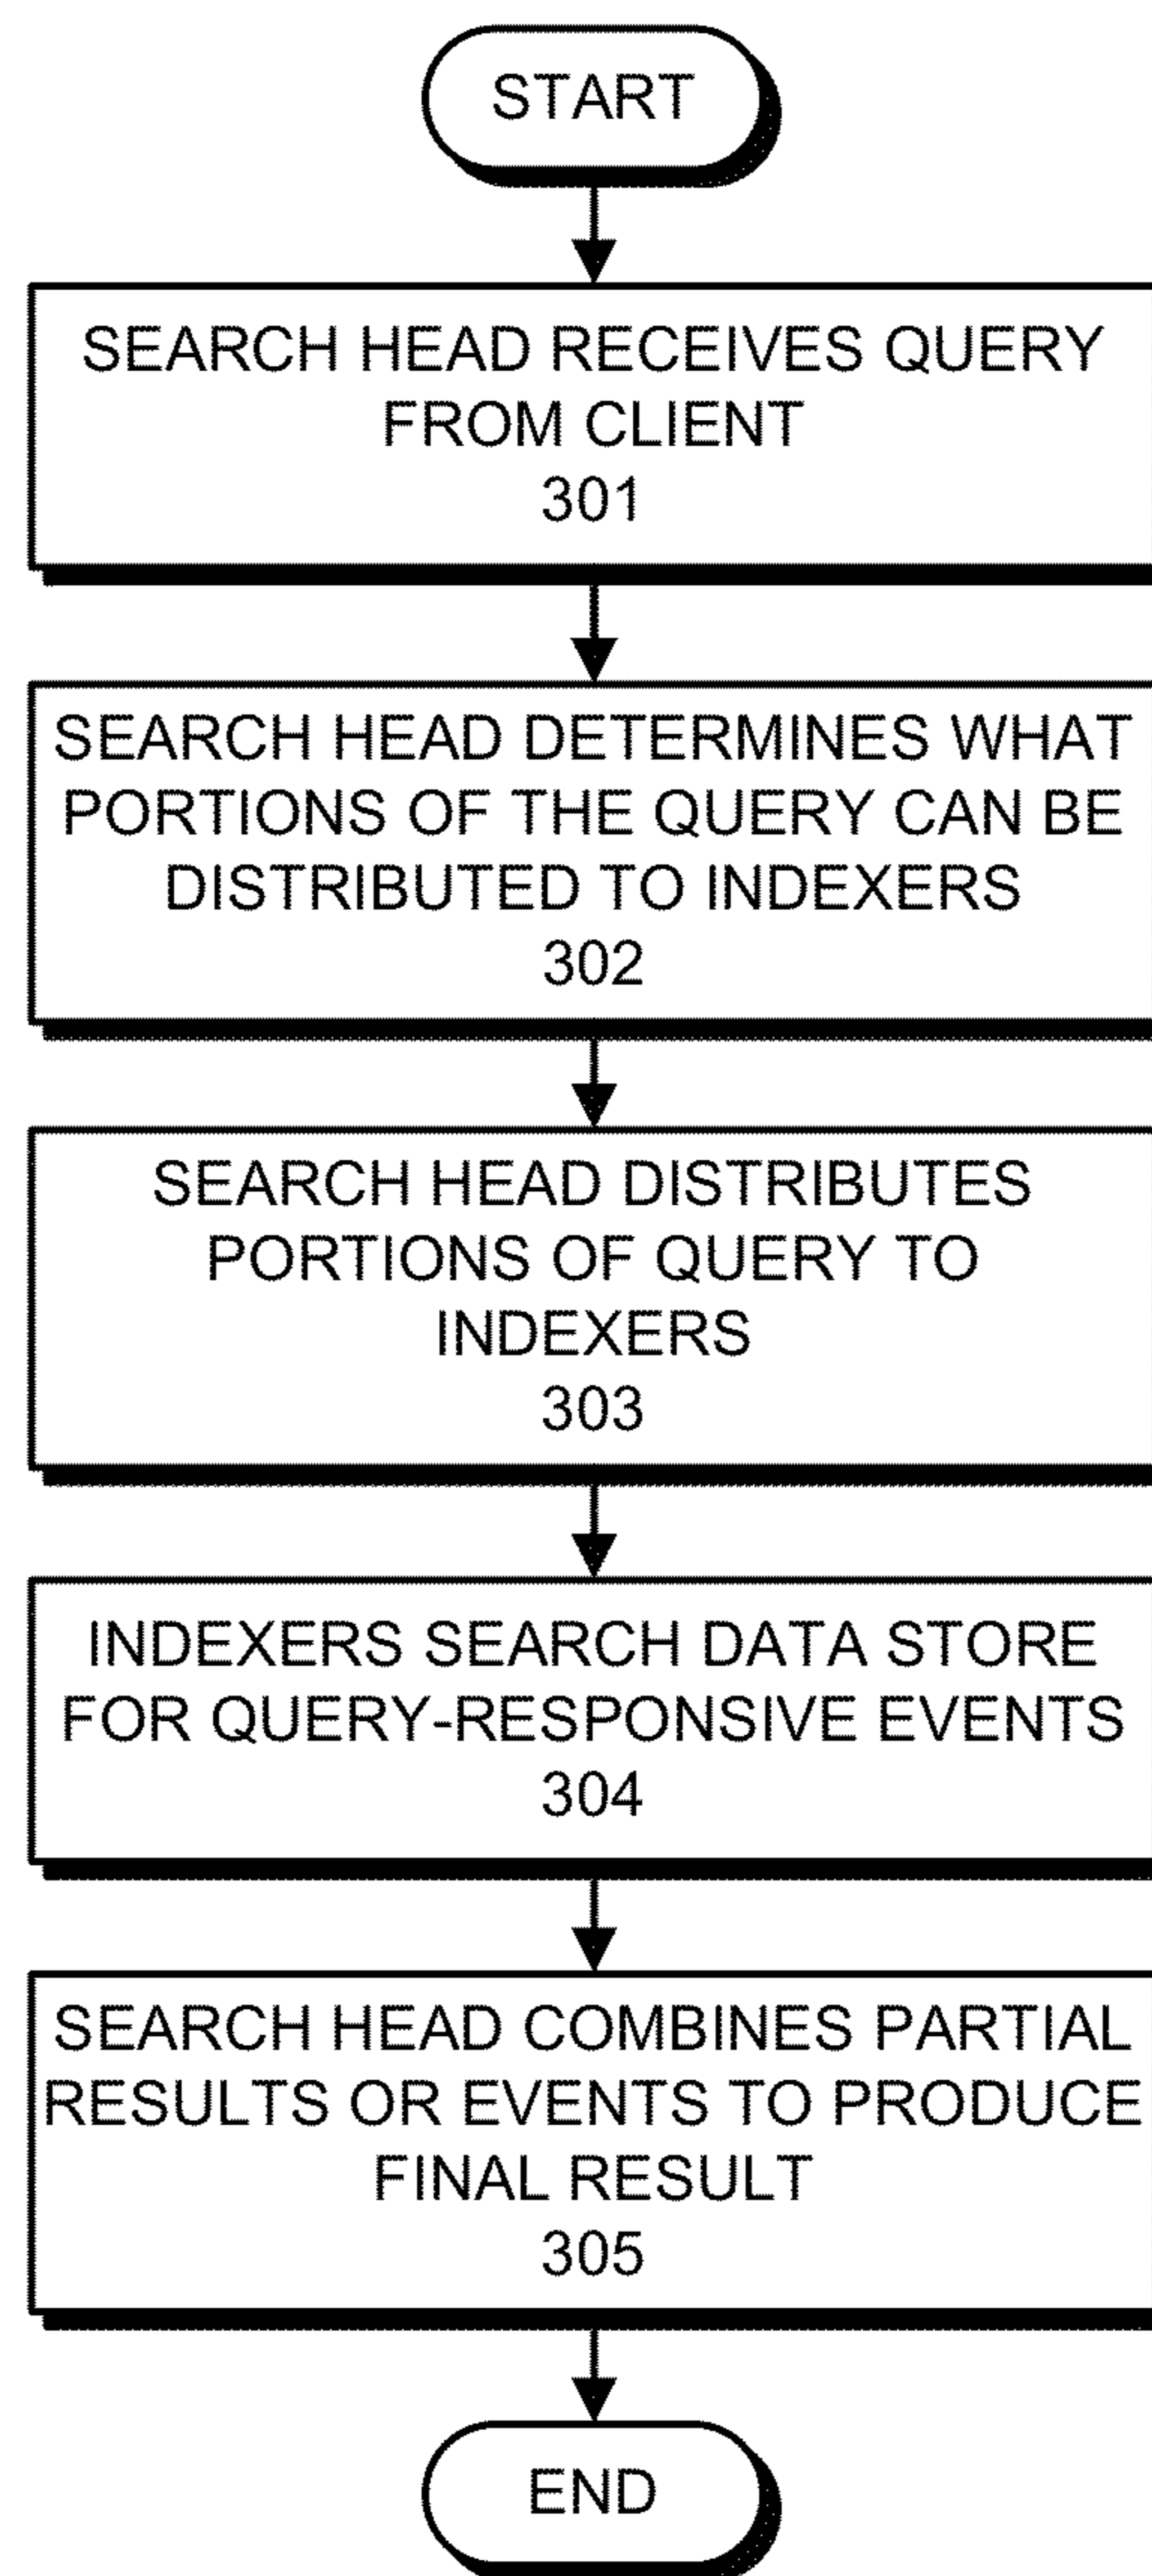 START
SEARCH HEAD RECEIVES QUERY
FROM CLIENT
301
SEARCH HEAD DETERMINES WHAT
PORTIONS OF THE QUERY CAN BE
DISTRIBUTED TO INDEXERS
302
SEARCH HEAD DISTRIBUTES
PORTIONS OF QUERY TO
INDEXERS
303
INDEXERS SEARCH DATA STORE
FOR QUERY-RESPONSIVE EVENTS
304
SEARCH HEAD COMBINES PARTIAL
RESULTS OR EVENTS TO PRODUCE
FINAL RESULT
305
END